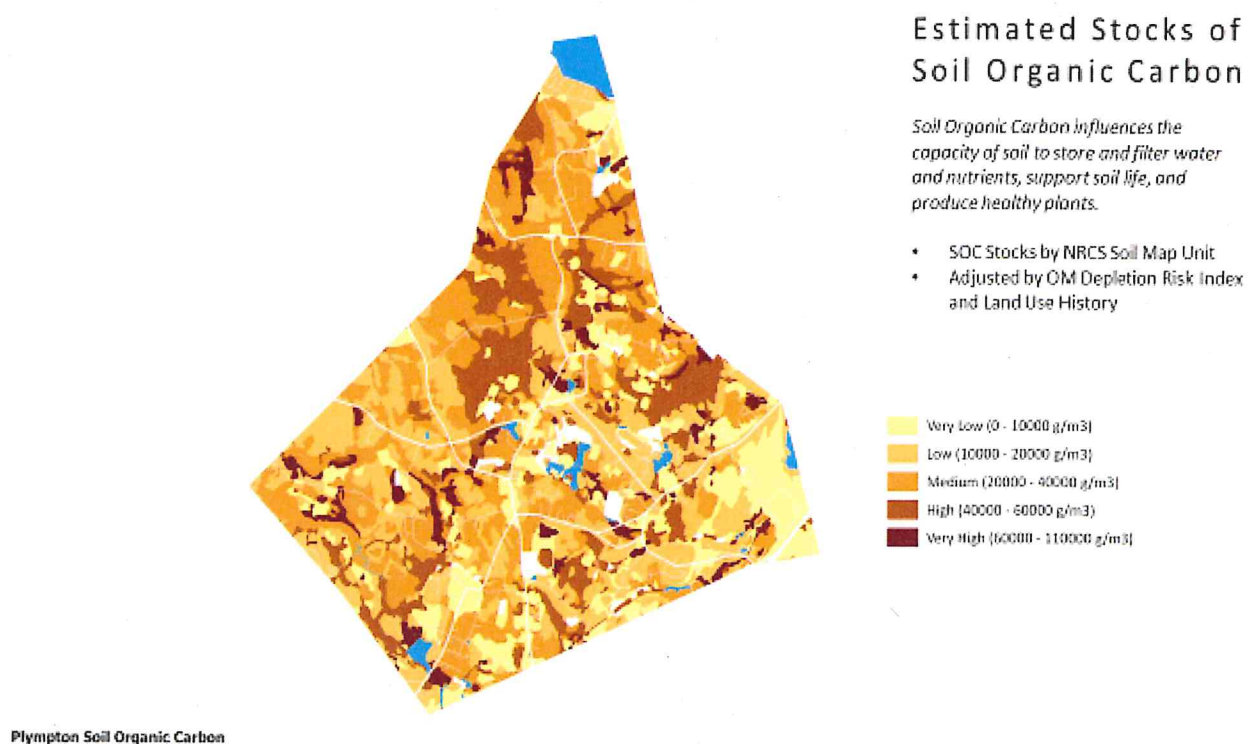 Estimated Stocks of
Soil Organic Carbon
Soil Organic Carbon influences the
capacity of soil to store and filter water
and nutrients, support soil life, and
produce healthy plants.
• SOC Stocks by NRCS Soil Map Unit
• Adjusted by OM Depletion Risk Index
and Land Use History
Very Low (0 - 10000 g/m3)
Low (10000 - 20000 g/m3)
Medium (20000 - 40000 g/m3)
High (40000 - 60000 g/m3)
Very High (60000 - 110000 g/m3)
Plympton Soil Organic Carbon